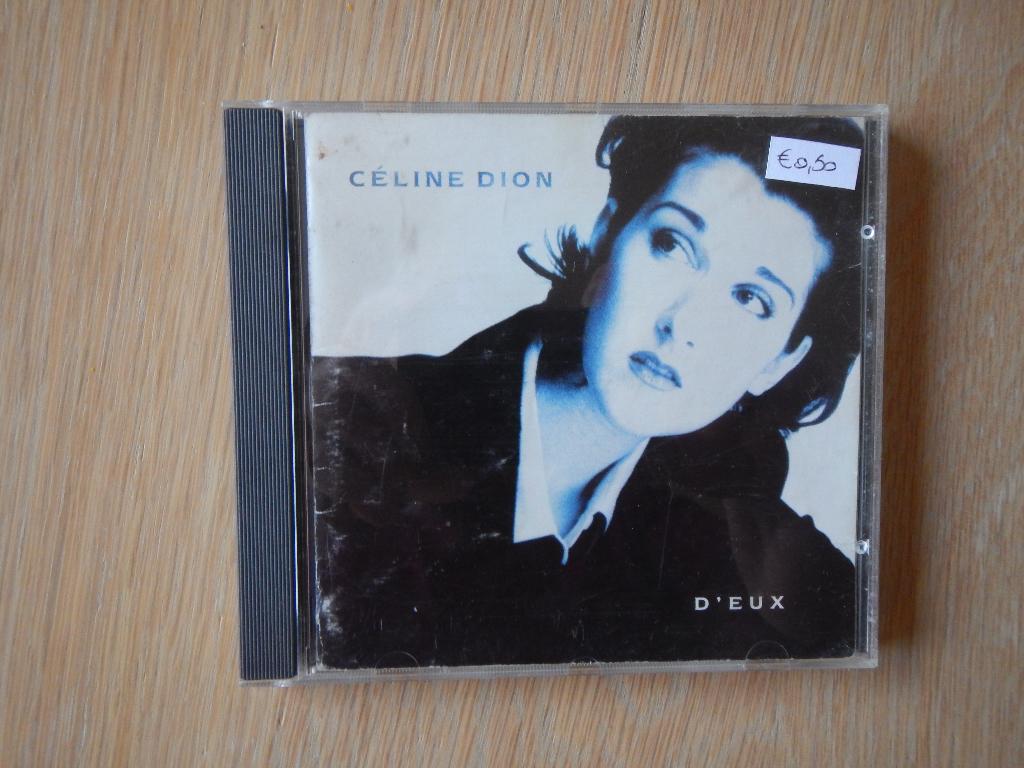 CÉLINE DION
€0,50
D'EUX